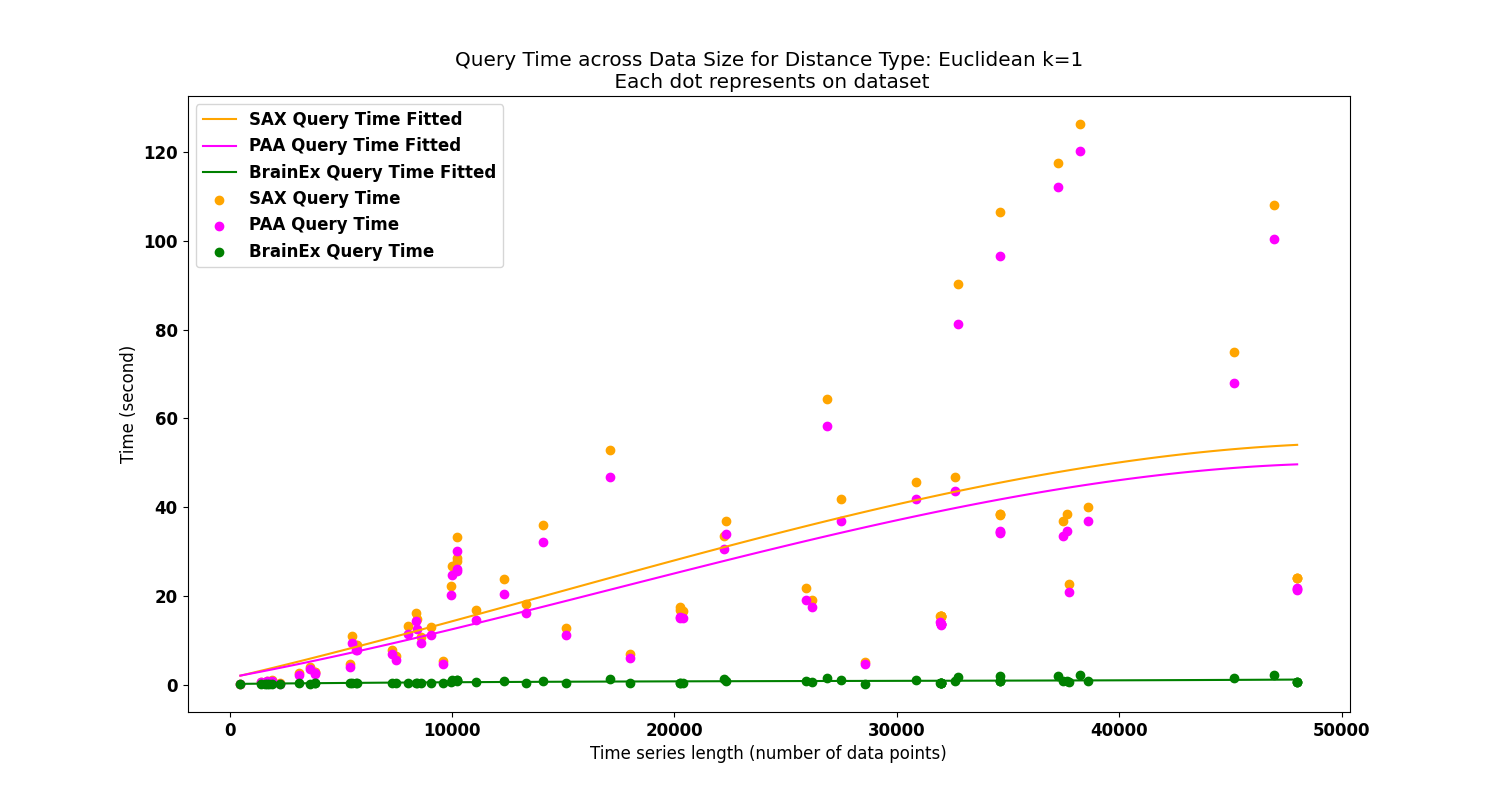 Query Time across Data Size for Distance Type: Euclidean k=1
Each dot represents on dataset
SAX Query Time Fitted
PAA Query Time Fitted
BrainEx Query Time Fitted
SAX Query Time
PAA Query Time
BrainEx Query Time
120
100
80
60
40
20
0
Time (second)
0 10000 20000 30000 40000 50000
Time series length (number of data points)